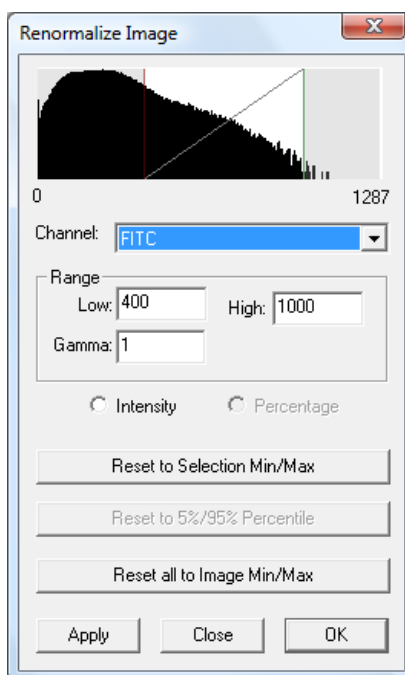 Renormalize Image
0 1287
Channel: FITC
Range
Low: 400 High: 1000
Gamma: 1
Intensity Percentage
Reset to Selection Min/Max
Reset to 5%/95% Percentile
Reset all to Image Min/Max
Apply Close OK